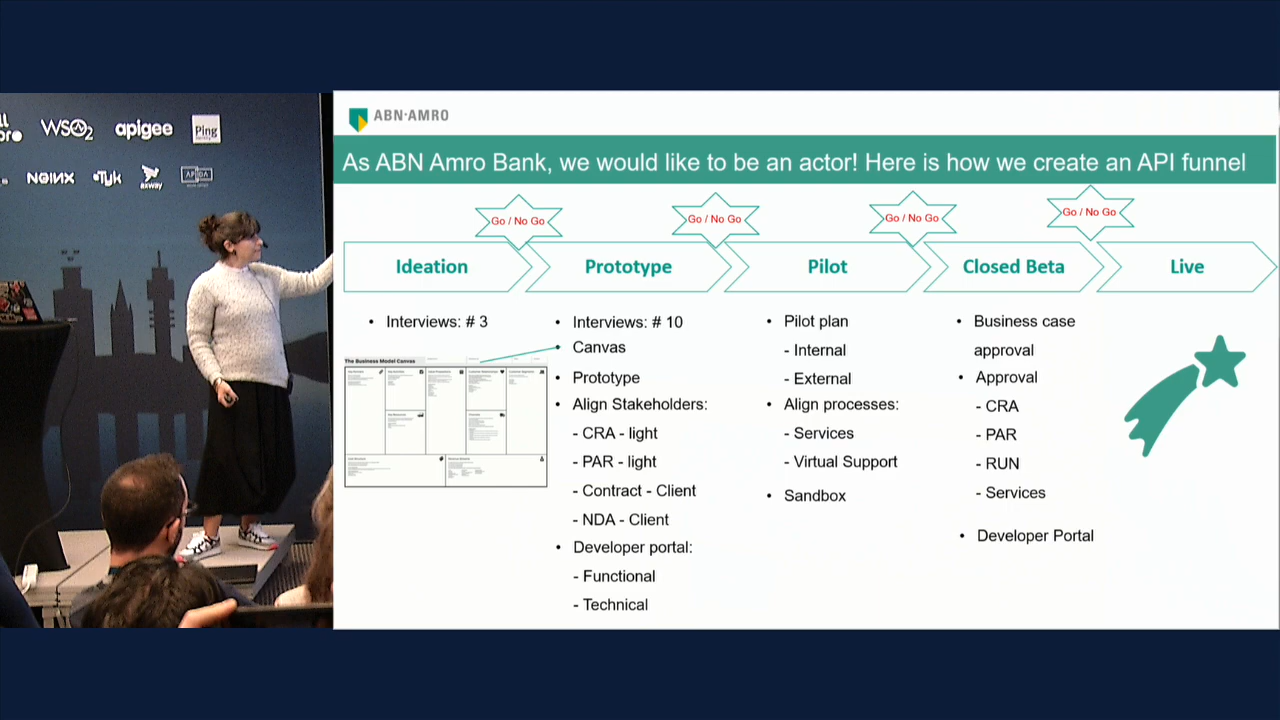 WSO2
apigee
Ping
NGINX
Tyk
axway
ABN·AMRO
As ABN Amro Bank, we would like to be an actor! Here is how we create an API funnel
Go / No Go
Go / No Go
Go / No Go
Go / No Go
Ideation
Prototype
Pilot
Closed Beta
Live
• Interviews: # 3
The Business Model Canvas
• Interviews: # 10
• Canvas
• Prototype
• Align Stakeholders:
- CRA - light
- PAR - light
- Contract - Client
- NDA - Client
• Developer portal:
- Functional
- Technical
• Pilot plan
- Internal
- External
• Align processes:
- Services
- Virtual Support
• Sandbox
• Business case
approval
• Approval
- CRA
- PAR
- RUN
- Services
• Developer Portal